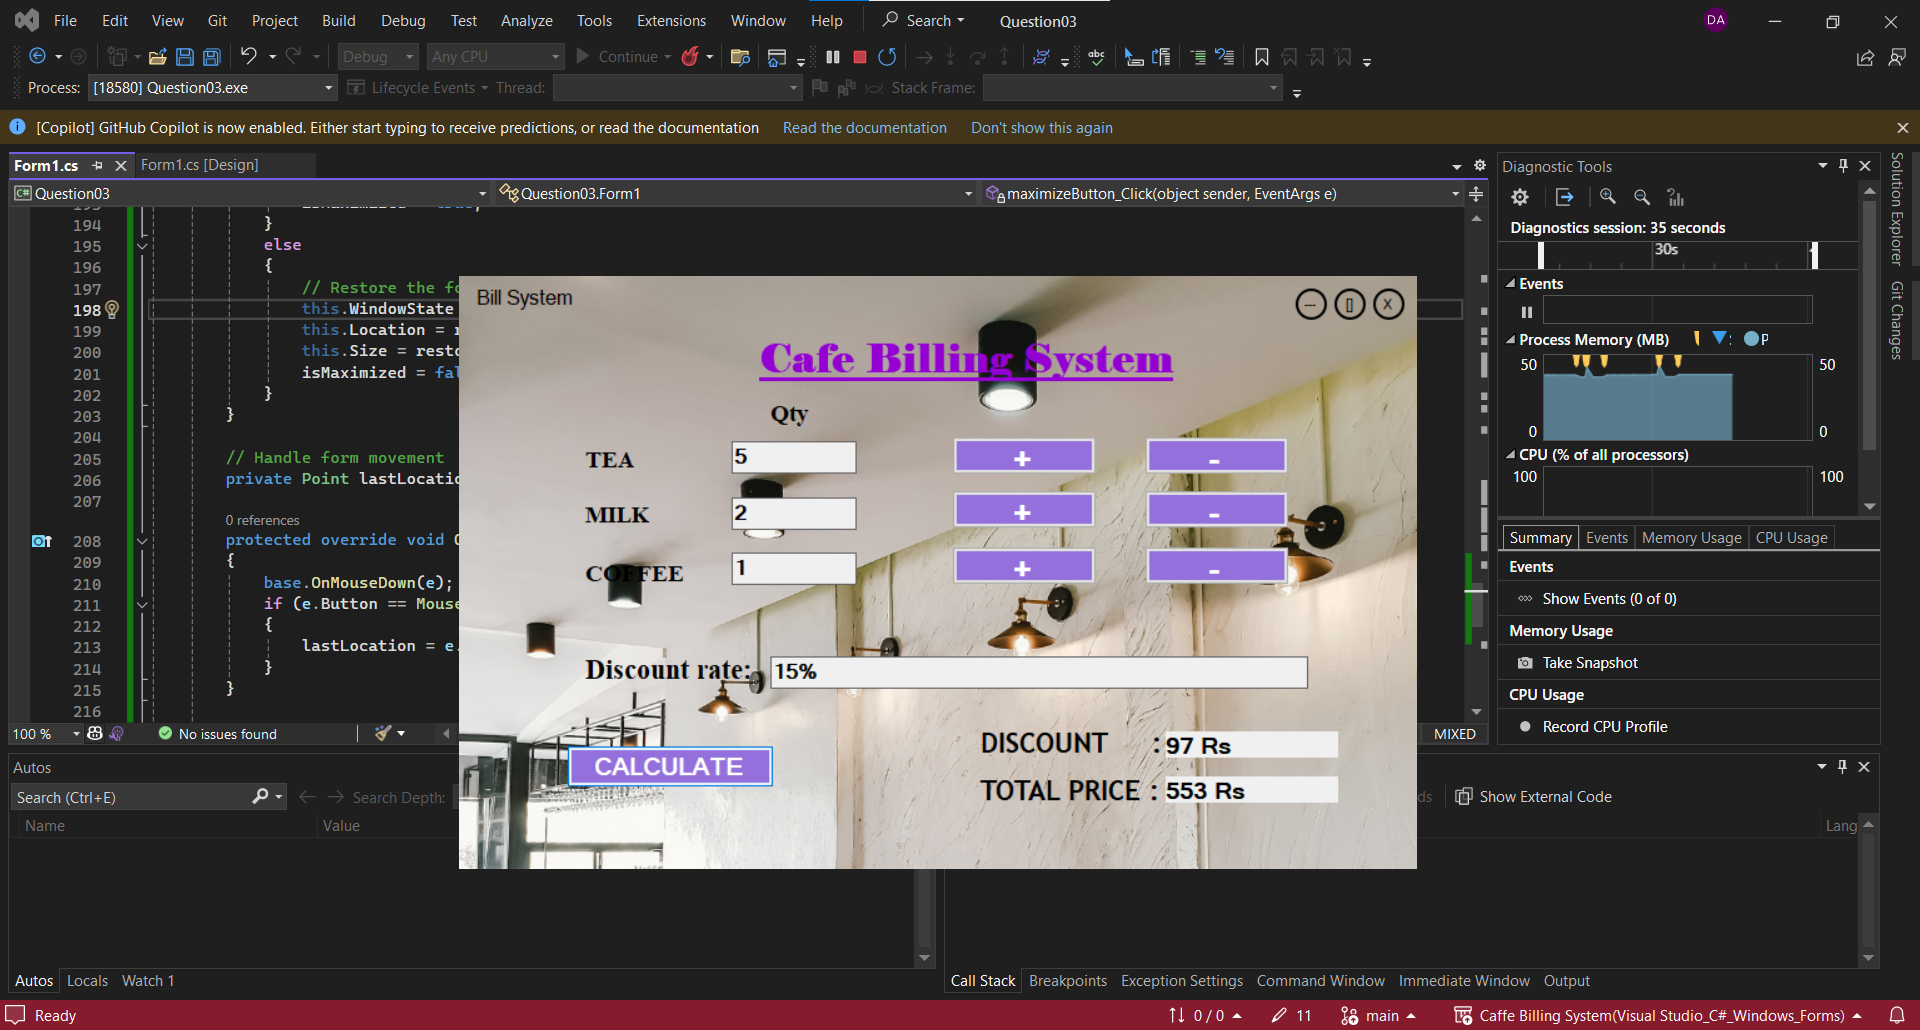 File Edit View Git Project Build Debug Test Analyze Tools Extensions Window Help Search Question03 DA
Debug Any CPU Continue
Process: [18580] Question03.exe Lifecycle Events Thread: Stack Frame:
[Copilot] GitHub Copilot is now enabled. Either start typing to receive predictions, or read the documentation Read the documentation Don't show this again
Form1.cs Form1.cs [Design]
Question03 Question03.Form1 maximizeButton_Click(object sender, EventArgs e)
194 }
195 else
196 {
197 // Restore the fo
198 this.WindowState
199 this.Location = r
200 this.Size = resto
201 isMaximized = fal
202 }
203 }
204
205 // Handle form movement
206 private Point lastLocatio
207
0 references
208 protected override void O
209 {
210 base.OnMouseDown(e);
211 if (e.Button == Mouse
212 {
213 lastLocation = e.
214 }
215 }
216
100 % No issues found MIXED
Bill System
-- [] X
Cafe Billing System
Qty
TEA 5 + -
MILK 2 + -
COFFEE 1 + -
Discount rate: 15%
CALCULATE
DISCOUNT : 97 Rs
TOTAL PRICE : 553 Rs
Diagnostic Tools
Diagnostics session: 35 seconds
30s
Events
Process Memory (MB) P
50 50
0 0
CPU (% of all processors)
100 100
Summary Events Memory Usage CPU Usage
Events
Show Events (0 of 0)
Memory Usage
Take Snapshot
CPU Usage
Record CPU Profile
Solution Explorer
Git Changes
Autos
Search (Ctrl+E) Search Depth:
Name Value
Show External Code
Lang
Autos Locals Watch 1
Call Stack Breakpoints Exception Settings Command Window Immediate Window Output
Ready 0 / 0 11 main Caffe Billing System(Visual Studio_C#_Windows_Forms)